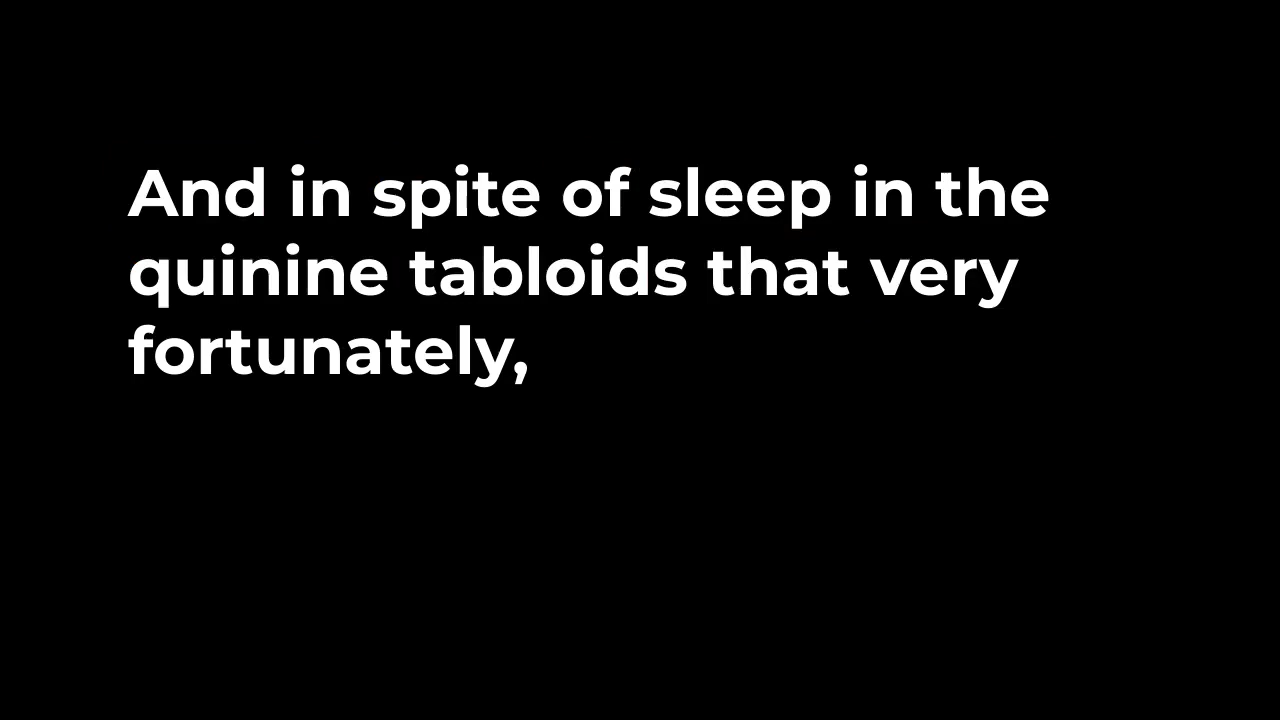 And in spite of sleep in the
quinine tabloids that very
fortunately,